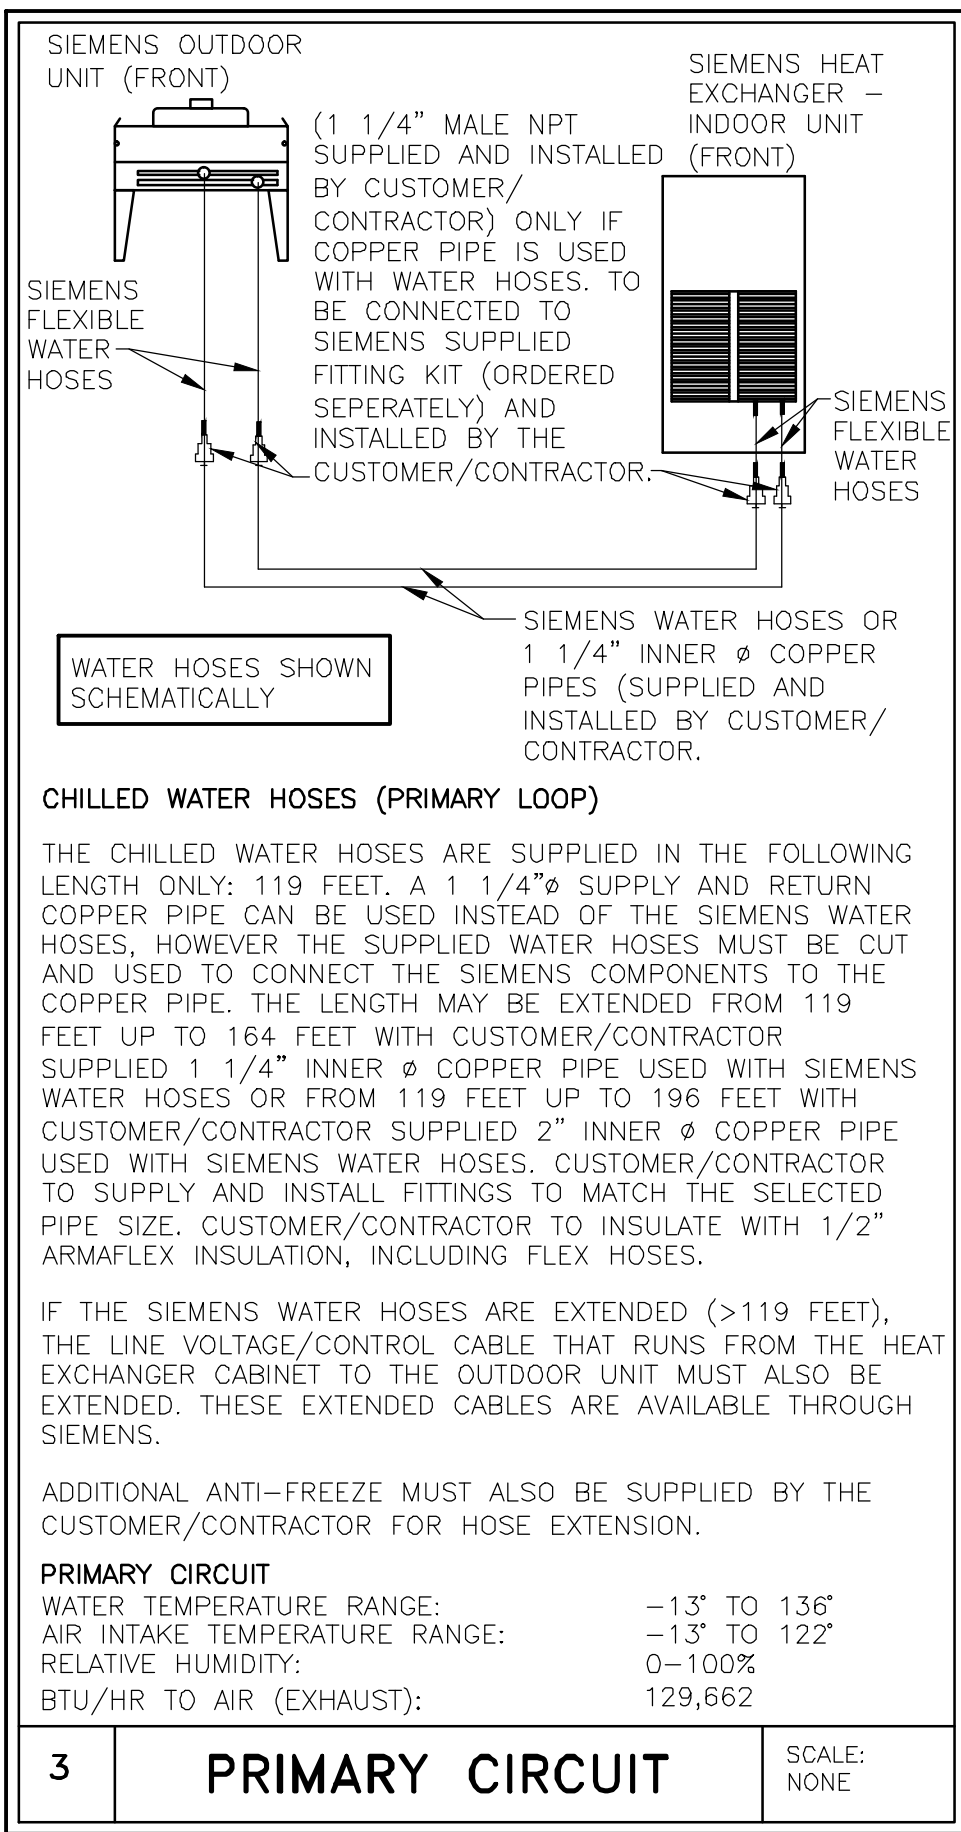 SIEMENS OUTDOOR
UNIT (FRONT)
SIEMENS HEAT
EXCHANGER –
INDOOR UNIT
(FRONT)
(1 1/4" MALE NPT
SUPPLIED AND INSTALLED
BY CUSTOMER/
CONTRACTOR) ONLY IF
COPPER PIPE IS USED
WITH WATER HOSES. TO
BE CONNECTED TO
SIEMENS SUPPLIED
FITTING KIT (ORDERED
SEPERATELY) AND
INSTALLED BY THE
CUSTOMER/CONTRACTOR.
SIEMENS
FLEXIBLE
WATER
HOSES
SIEMENS
FLEXIBLE
WATER
HOSES
SIEMENS WATER HOSES OR
1 1/4" INNER ø COPPER
PIPES (SUPPLIED AND
INSTALLED BY CUSTOMER/
CONTRACTOR.
WATER HOSES SHOWN
SCHEMATICALLY
CHILLED WATER HOSES (PRIMARY LOOP)
THE CHILLED WATER HOSES ARE SUPPLIED IN THE FOLLOWING
LENGTH ONLY: 119 FEET. A 1 1/4"ø SUPPLY AND RETURN
COPPER PIPE CAN BE USED INSTEAD OF THE SIEMENS WATER
HOSES, HOWEVER THE SUPPLIED WATER HOSES MUST BE CUT
AND USED TO CONNECT THE SIEMENS COMPONENTS TO THE
COPPER PIPE. THE LENGTH MAY BE EXTENDED FROM 119
FEET UP TO 164 FEET WITH CUSTOMER/CONTRACTOR
SUPPLIED 1 1/4" INNER ø COPPER PIPE USED WITH SIEMENS
WATER HOSES OR FROM 119 FEET UP TO 196 FEET WITH
CUSTOMER/CONTRACTOR SUPPLIED 2" INNER ø COPPER PIPE
USED WITH SIEMENS WATER HOSES. CUSTOMER/CONTRACTOR
TO SUPPLY AND INSTALL FITTINGS TO MATCH THE SELECTED
PIPE SIZE. CUSTOMER/CONTRACTOR TO INSULATE WITH 1/2"
ARMAFLEX INSULATION, INCLUDING FLEX HOSES.
IF THE SIEMENS WATER HOSES ARE EXTENDED (>119 FEET),
THE LINE VOLTAGE/CONTROL CABLE THAT RUNS FROM THE HEAT
EXCHANGER CABINET TO THE OUTDOOR UNIT MUST ALSO BE
EXTENDED. THESE EXTENDED CABLES ARE AVAILABLE THROUGH
SIEMENS.
ADDITIONAL ANTI–FREEZE MUST ALSO BE SUPPLIED BY THE
CUSTOMER/CONTRACTOR FOR HOSE EXTENSION.
PRIMARY CIRCUIT
WATER TEMPERATURE RANGE: –13° TO 136°
AIR INTAKE TEMPERATURE RANGE: –13° TO 122°
RELATIVE HUMIDITY: 0–100%
BTU/HR TO AIR (EXHAUST): 129,662
3
PRIMARY CIRCUIT
SCALE:
NONE